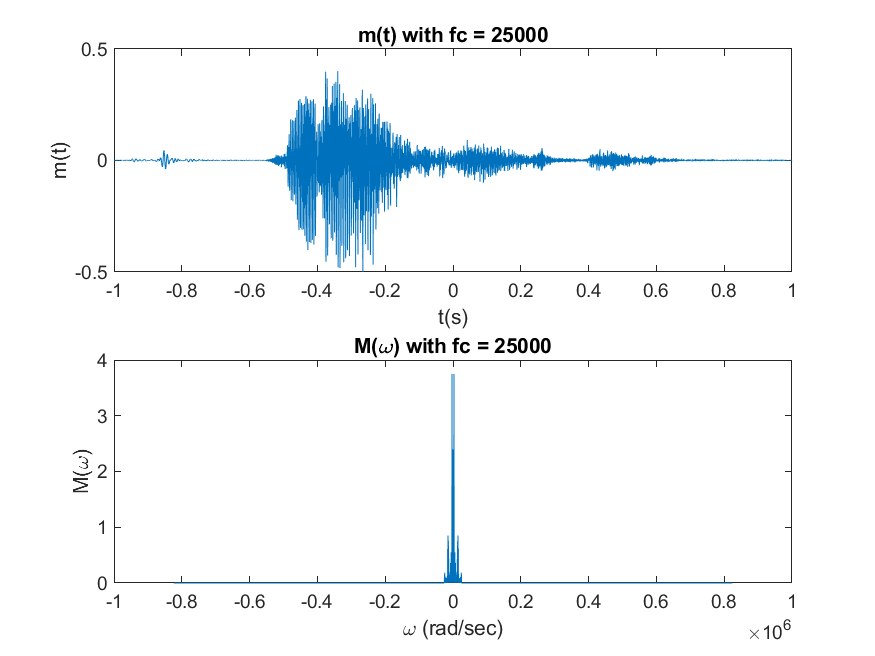 m(t) with fc = 25000
0.5
0
-0.5
m(t)
-1 -0.8 -0.6 -0.4 -0.2 0 0.2 0.4 0.6 0.8 1
t(s)
M(ω) with fc = 25000
4
3
2
1
0
M(ω)
-1 -0.8 -0.6 -0.4 -0.2 0 0.2 0.4 0.6 0.8 1
ω (rad/sec)
×10⁶